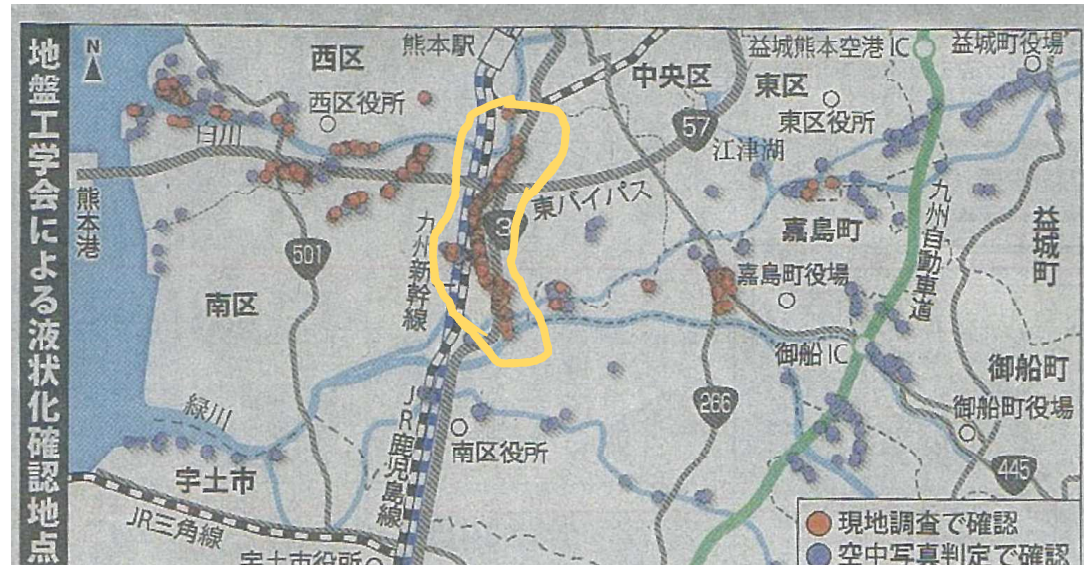 地盤工学会による液状化確認地点
N
西区
熊本駅
益城熊本空港IC
益城町役場
中央区
東区
西区役所
東区役所
白川
57
江津湖
熊本港
東バイパス
3
九州新幹線
嘉島町
九州自動車道
益城町
501
南区
嘉島町役場
御船IC
御船町
266
御船町役場
緑川
JR鹿児島線
南区役所
宇土市
445
JR三角線
宇土市役所
現地調査で確認
空中写真判定で確認